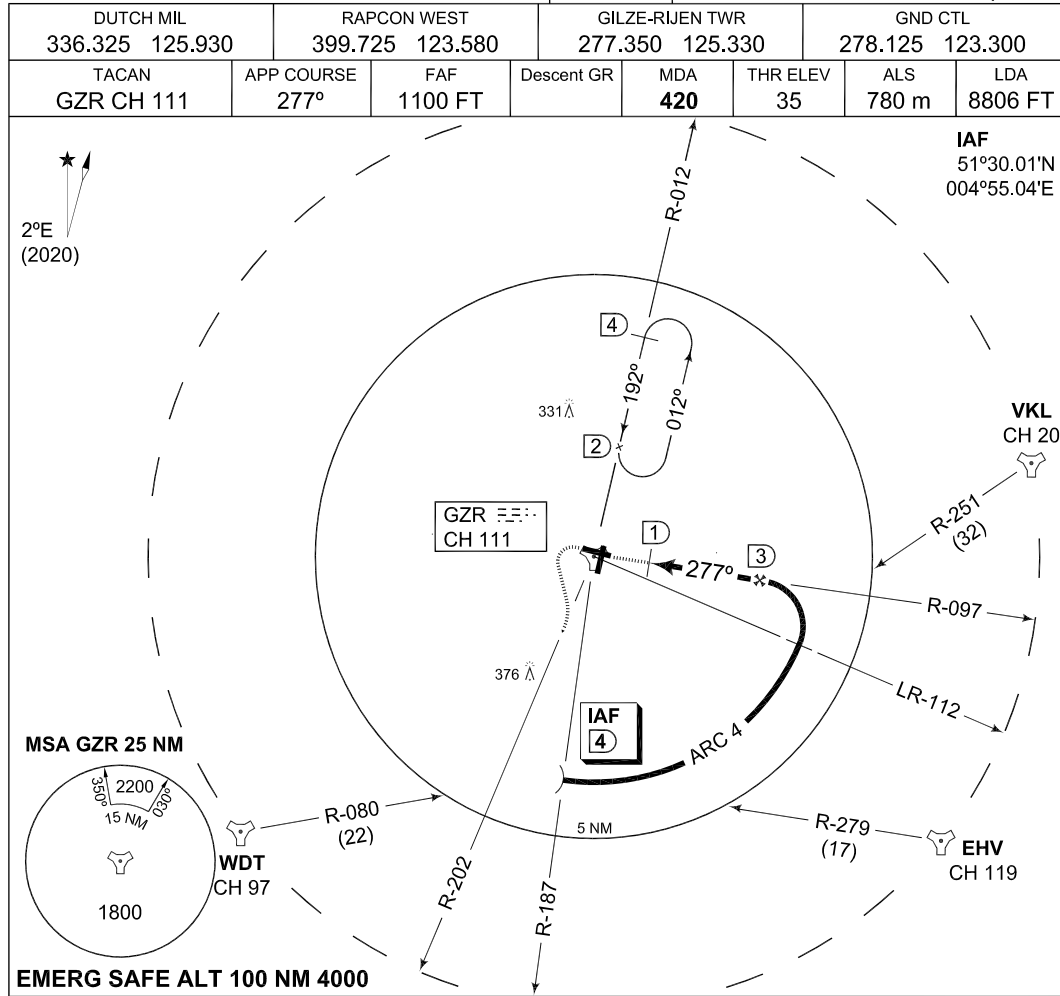 DUTCH MIL
336.325 125.930
RAPCON WEST
399.725 123.580
GILZE-RIJEN TWR
277.350 125.330
GND CTL
278.125 123.300
TACAN
GZR CH 111
APP COURSE
277º
FAF
1100 FT
Descent GR
MDA
420
THR ELEV
35
ALS
780 m
LDA
8806 FT
IAF
51º30.01'N
004º55.04'E
2ºE
(2020)
R-012
4
192º
012º
331
2
VKL
CH 20
R-251
(32)
GZR
CH 111
1
277º
3
R-097
LR-112
376
IAF
4
ARC 4
MSA GZR 25 NM
350º
2200
030º
15 NM
1800
R-080
(22)
WDT
CH 97
5 NM
R-279
(17)
EHV
CH 119
R-202
R-187
EMERG SAFE ALT 100 NM 4000